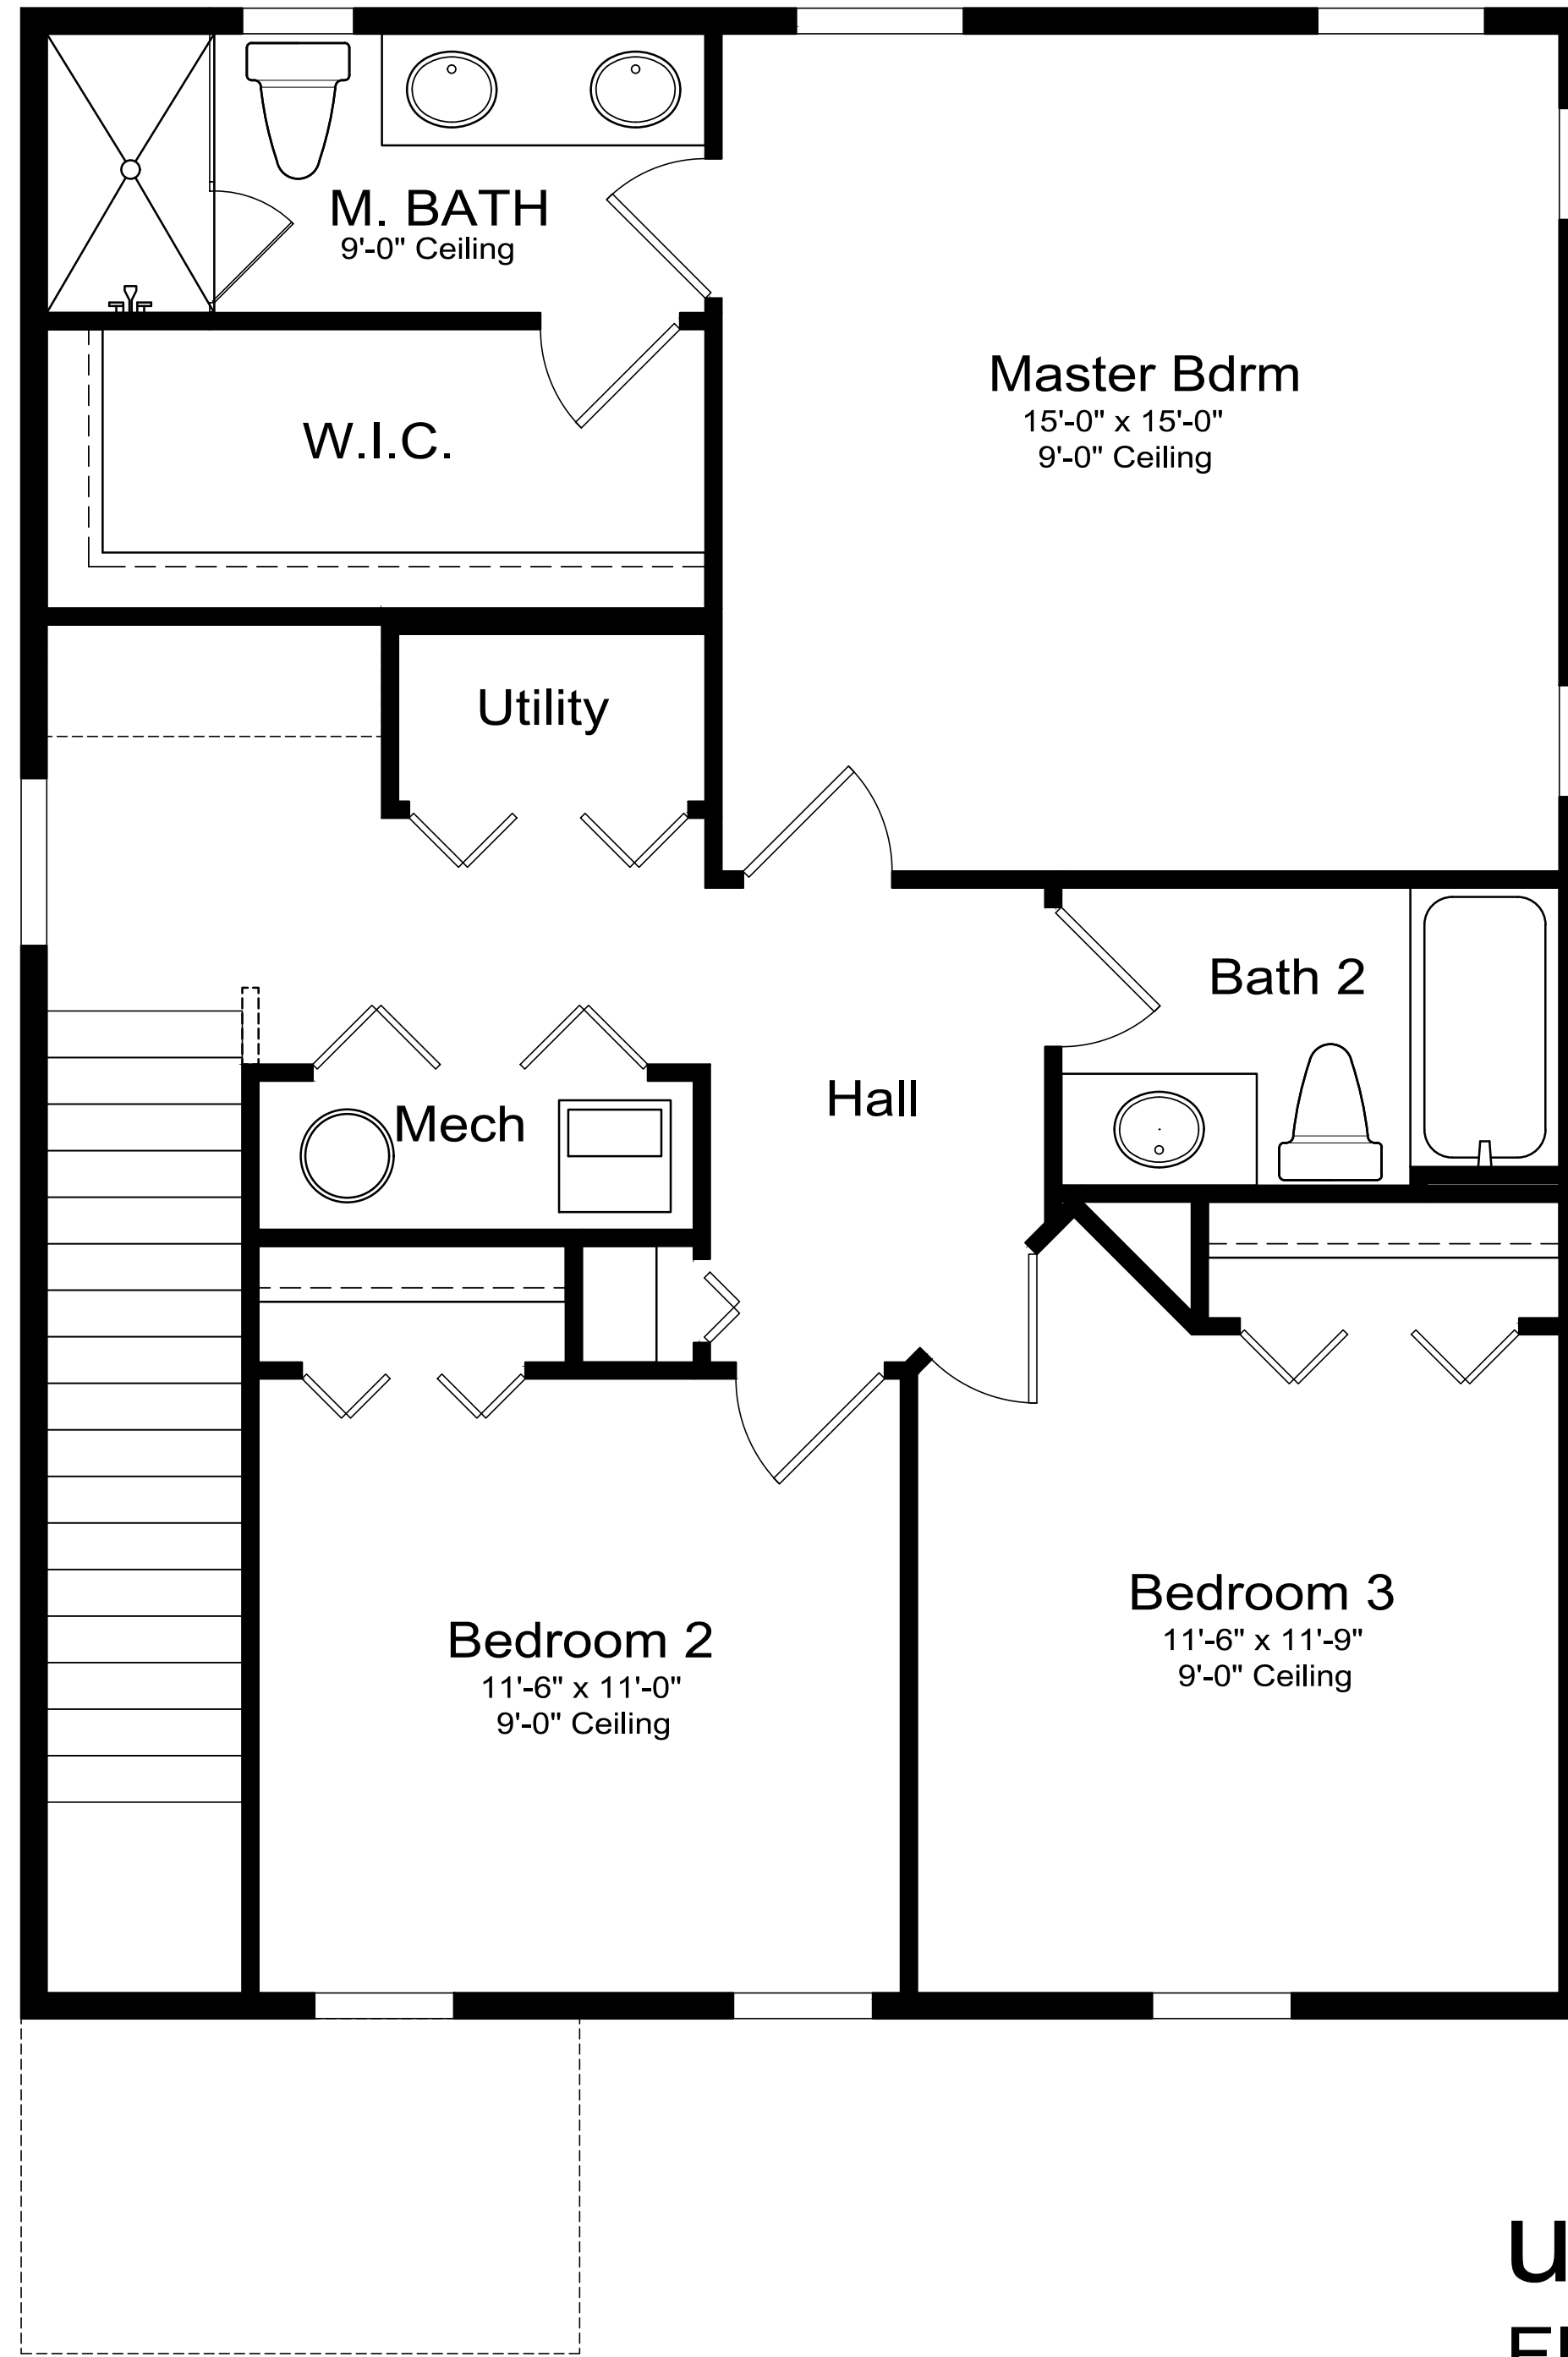 M. BATH
9'-0" Ceiling
Master Bdrm
15'-0" x 15'-0"
9'-0" Ceiling
W.I.C.
Utility
Bath 2
Hall
Mech
Bedroom 3
11'-6" x 11'-9"
9'-0" Ceiling
Bedroom 2
11'-6" x 11'-0"
9'-0" Ceiling